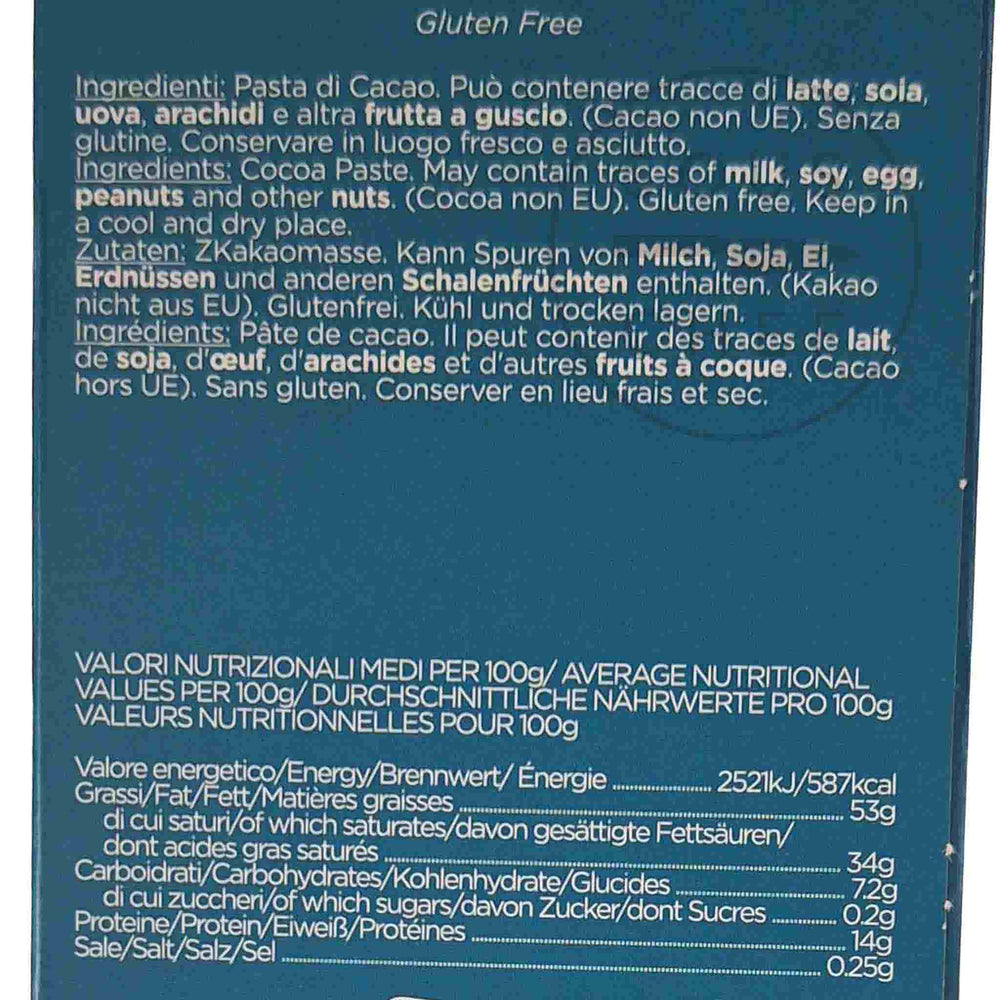 Gluten Free
Ingredienti: Pasta di Cacao. Può contenere tracce di latte, soia,
uova, arachidi e altra frutta a guscio. (Cacao non UE). Senza
glutine. Conservare in luogo fresco e asciutto.
Ingredients: Cocoa Paste. May contain traces of milk, soy, egg,
peanuts and other nuts. (Cocoa non EU). Gluten free. Keep in
a cool and dry place.
Zutaten: ZKakaomasse. Kann Spuren von Milch, Soja, Ei,
Erdnüssen und anderen Schalenfrüchten enthalten. (Kakao
nicht aus EU). Glutenfrei. Kühl und trocken lagern.
Ingrédients: Pâte de cacao. Il peut contenir des traces de lait,
de soja, d'œuf, d'arachides et d'autres fruits à coque. (Cacao
hors UE). Sans gluten. Conserver en lieu frais et sec.
VALORI NUTRIZIONALI MEDI PER 100g/ AVERAGE NUTRITIONAL
VALUES PER 100g/ DURCHSCHNITTLICHE NÄHRWERTE PRO 100g
VALEURS NUTRITIONNELLES POUR 100g
Valore energetico/Energy/Brennwert/ Énergie 2521kJ/587kcal
Grassi/Fat/Fett/Matières graisses 53g
di cui saturi/of which saturates/davon gesättigte Fettsäuren/
dont acides gras saturés 34g
Carboidrati/Carbohydrates/Kohlenhydrate/Glucides 7.2g
di cui zuccheri/of which sugars/davon Zucker/dont Sucres 0.2g
Proteine/Protein/Eiweiß/Protéines 14g
Sale/Salt/Salz/Sel 0.25g